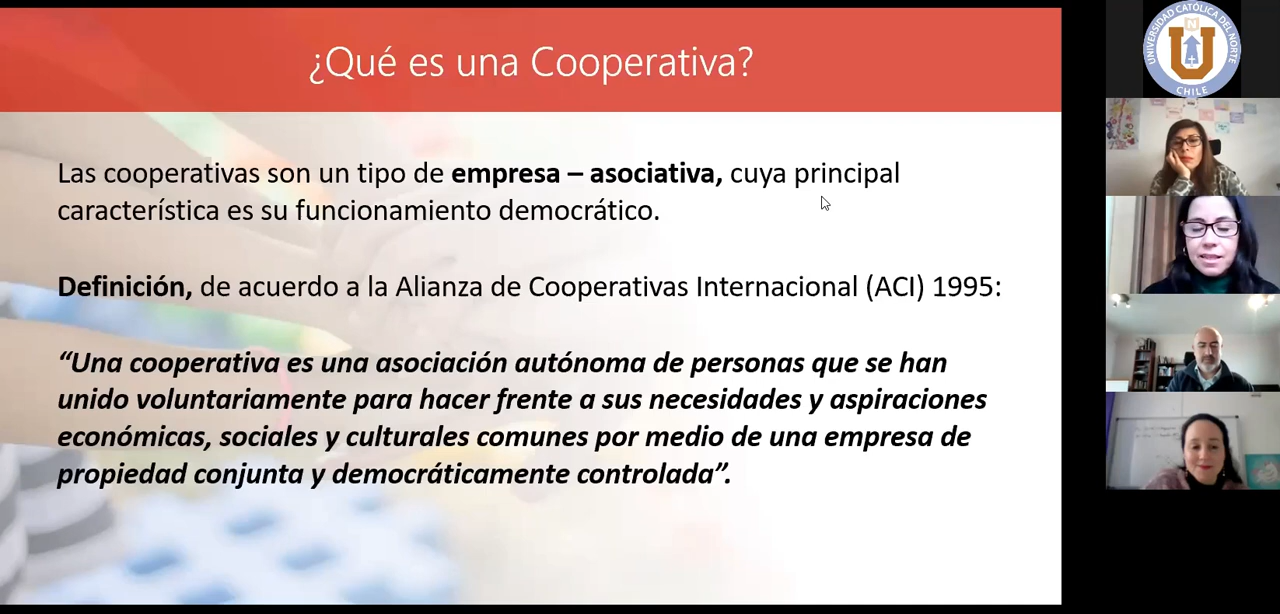 ¿Qué es una Cooperativa?
Las cooperativas son un tipo de empresa – asociativa, cuya principal
característica es su funcionamiento democrático.
Definición, de acuerdo a la Alianza de Cooperativas Internacional (ACI) 1995:
“Una cooperativa es una asociación autónoma de personas que se han
unido voluntariamente para hacer frente a sus necesidades y aspiraciones
económicas, sociales y culturales comunes por medio de una empresa de
propiedad conjunta y democráticamente controlada”.
UNIVERSIDAD CATÓLICA DEL NORTE
N
U
CHILE